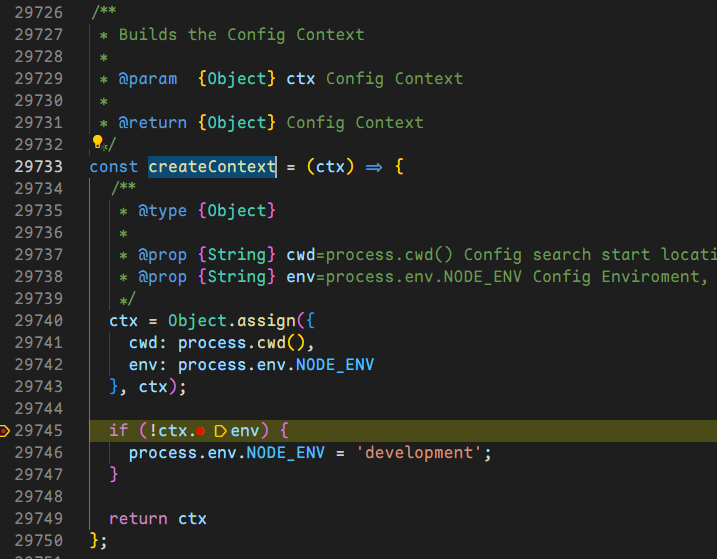 29726 /**
29727  * Builds the Config Context
29728  *
29729  * @param  {Object} ctx Config Context
29730  *
29731  * @return {Object} Config Context
29732  */
29733 const createContext = (ctx) => {
29734   /**
29735    * @type {Object}
29736    *
29737    * @prop {String} cwd=process.cwd() Config search start locati
29738    * @prop {String} env=process.env.NODE_ENV Config Enviroment,
29739    */
29740   ctx = Object.assign({
29741     cwd: process.cwd(),
29742     env: process.env.NODE_ENV
29743   }, ctx);
29744
29745   if (!ctx.env) {
29746     process.env.NODE_ENV = 'development';
29747   }
29748
29749   return ctx
29750 };